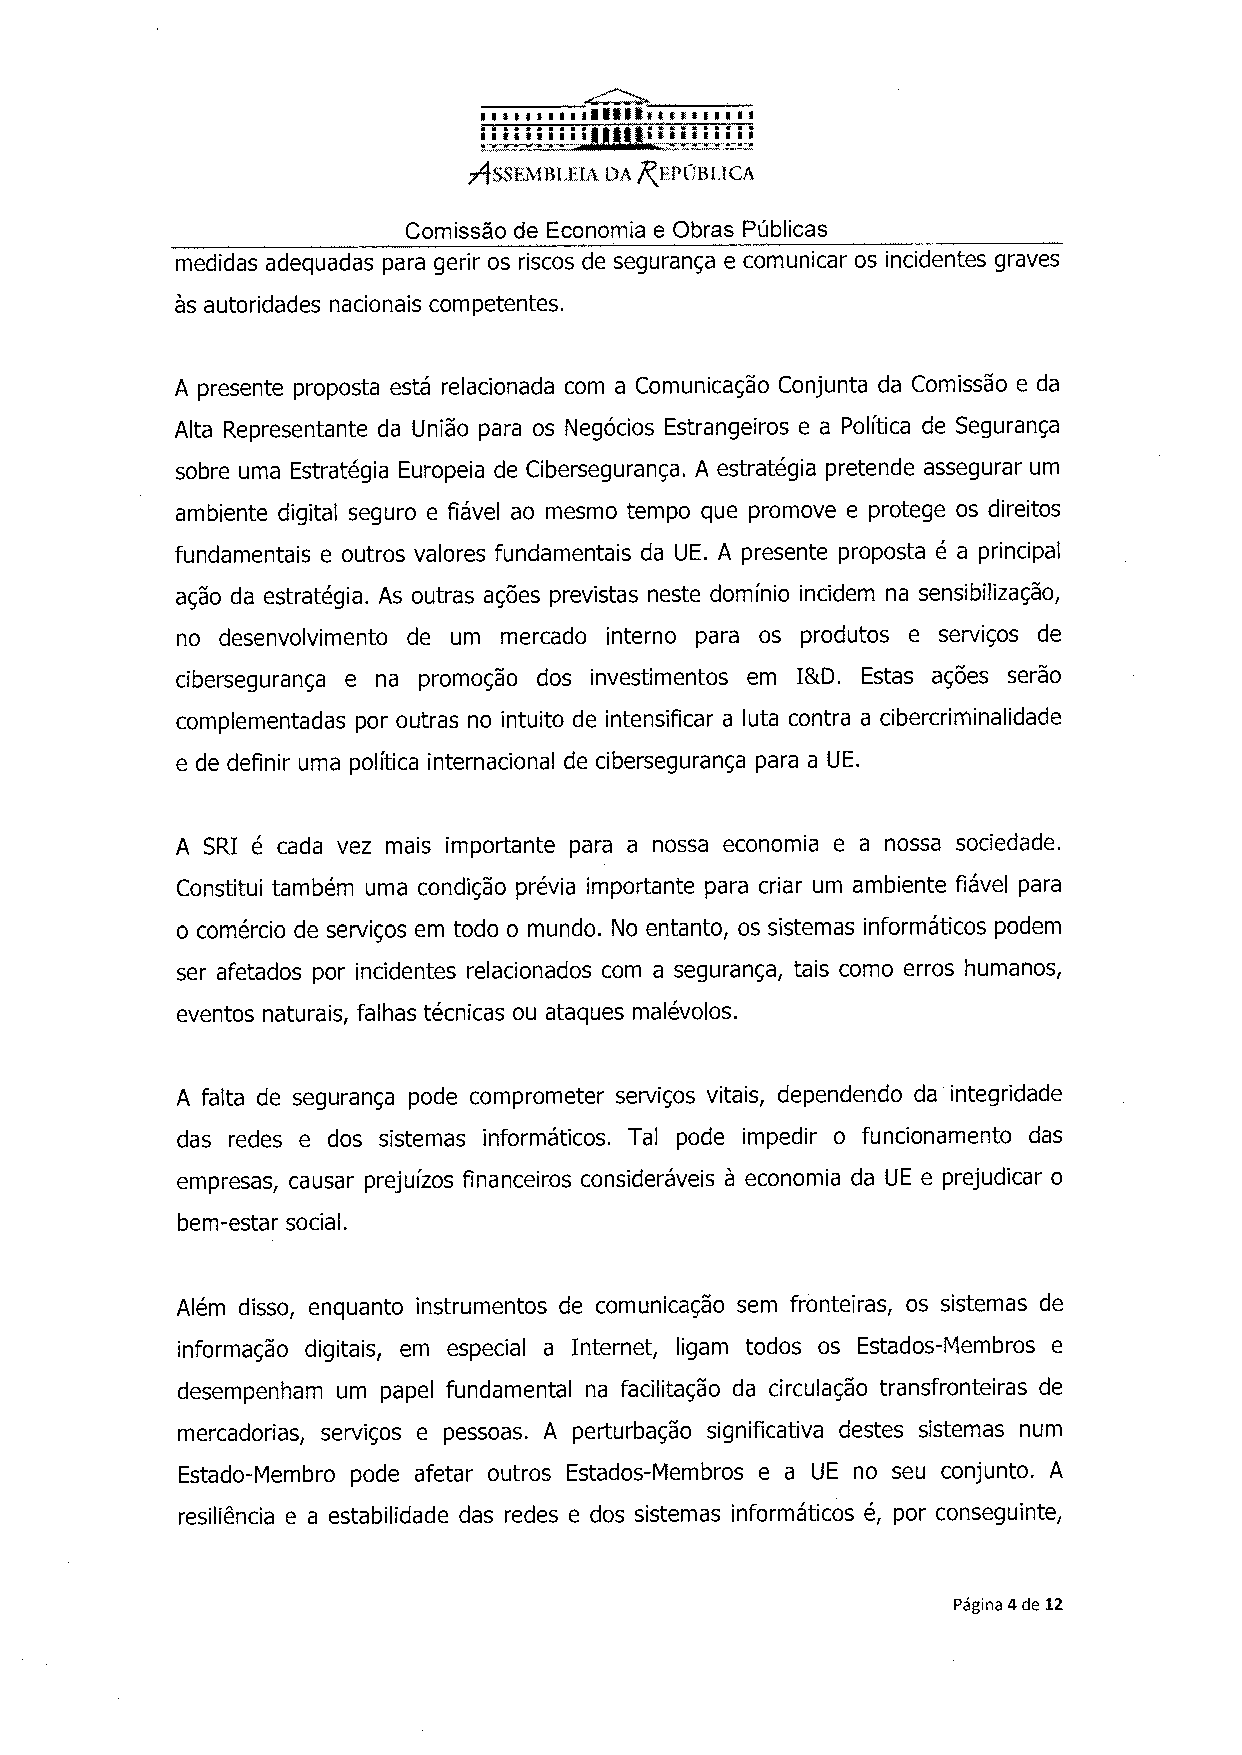 ASSEMBLEIA DA REPÚBLICA
Comissão de Economia e Obras Públicas
medidas adequadas para gerir os riscos de segurança e comunicar os incidentes graves
às autoridades nacionais competentes.
A presente proposta está relacionada com a Comunicação Conjunta da Comissão e da
Alta Representante da União para os Negócios Estrangeiros e a Política de Segurança
sobre uma Estratégia Europeia de Cibersegurança. A estratégia pretende assegurar um
ambiente digital seguro e fiável ao mesmo tempo que promove e protege os direitos
fundamentais e outros valores fundamentais da UE. A presente proposta é a principal
ação da estratégia. As outras ações previstas neste domínio incidem na sensibilização,
no desenvolvimento de um mercado interno para os produtos e serviços de
cibersegurança e na promoção dos investimentos em I&D. Estas ações serão
complementadas por outras no intuito de intensificar a luta contra a cibercriminalidade
e de definir uma política internacional de cibersegurança para a UE.
A SRI é cada vez mais importante para a nossa economia e a nossa sociedade.
Constitui também uma condição prévia importante para criar um ambiente fiável para
o comércio de serviços em todo o mundo. No entanto, os sistemas informáticos podem
ser afetados por incidentes relacionados com a segurança, tais como erros humanos,
eventos naturais, falhas técnicas ou ataques malévolos.
A falta de segurança pode comprometer serviços vitais, dependendo da integridade
das redes e dos sistemas informáticos. Tal pode impedir o funcionamento das
empresas, causar prejuízos financeiros consideráveis à economia da UE e prejudicar o
bem-estar social.
Além disso, enquanto instrumentos de comunicação sem fronteiras, os sistemas de
informação digitais, em especial a Internet, ligam todos os Estados-Membros e
desempenham um papel fundamental na facilitação da circulação transfronteiras de
mercadorias, serviços e pessoas. A perturbação significativa destes sistemas num
Estado-Membro pode afetar outros Estados-Membros e a UE no seu conjunto. A
resiliência e a estabilidade das redes e dos sistemas informáticos é, por conseguinte,
Página 4 de 12